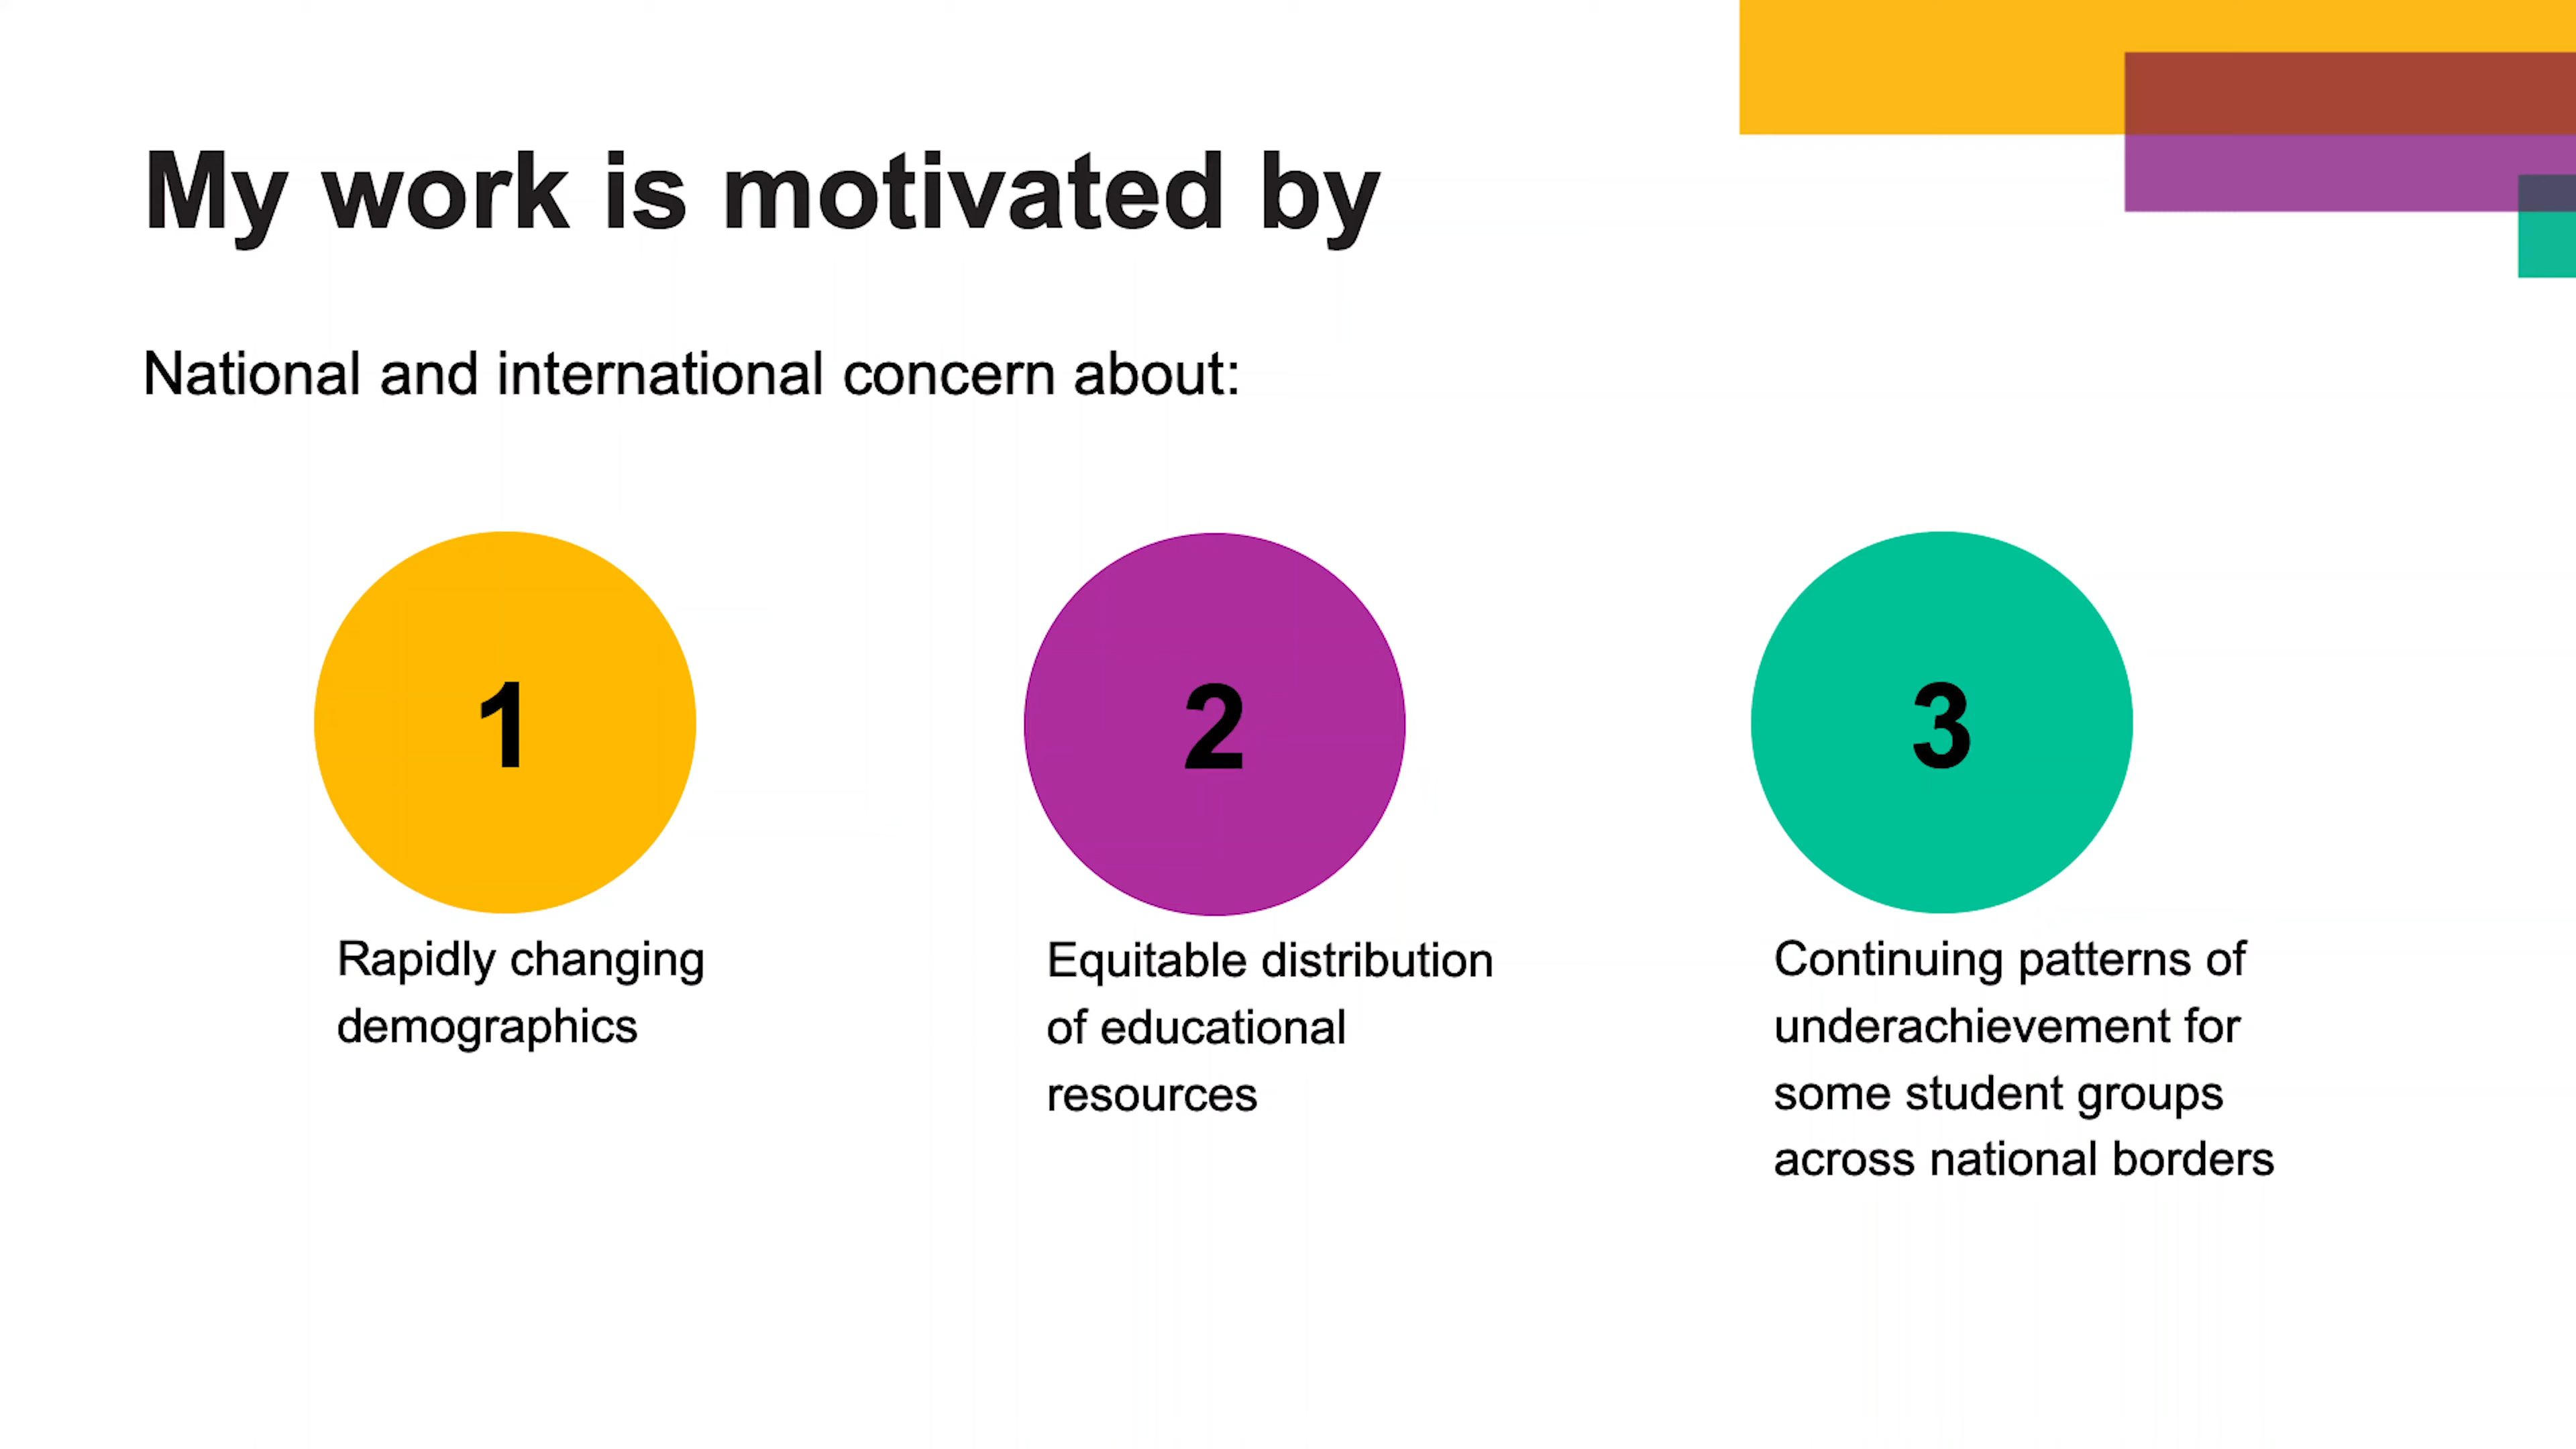 My work is motivated by
National and international concern about:
1
Rapidly changing
demographics
2
Equitable distribution
of educational
resources
3
Continuing patterns of
underachievement for
some student groups
across national borders